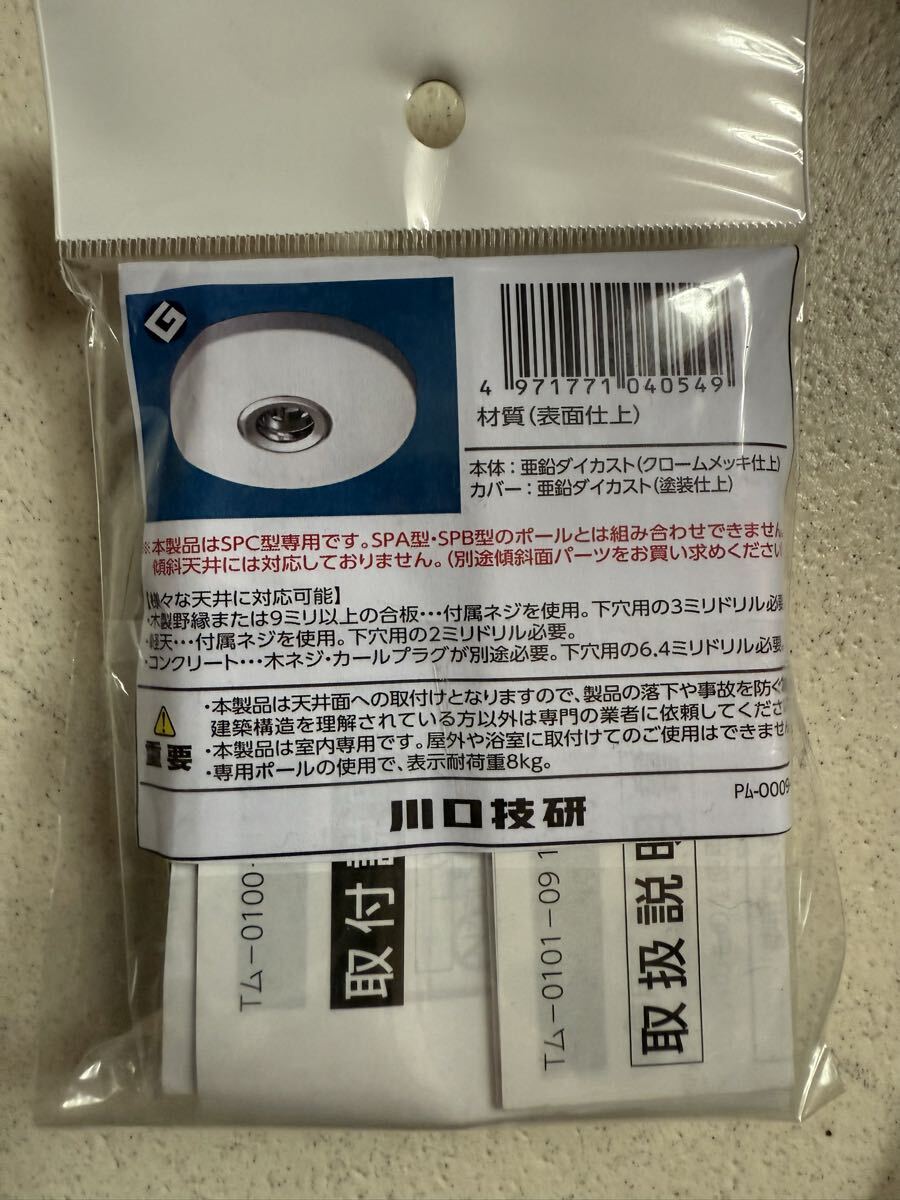 G
4 971771 040549
材質(表面仕上)
本体:亜鉛ダイカスト(クロームメッキ仕上)
カバー:亜鉛ダイカスト(塗装仕上)
※本製品はSPC型専用です。SPA型・SPB型のポールとは組み合わせできません。
傾斜天井には対応しておりません。(別途傾斜面パーツをお買い求めください
【様々な天井に対応可能】
・木製野縁または9ミリ以上の合板・・・付属ネジを使用。下穴用の3ミリドリル必要
・軽天・・・付属ネジを使用。下穴用の2ミリドリル必要。
・コンクリート・・・木ネジ・カールプラグが別途必要。下穴用の6.4ミリドリル必要。
重要
・本製品は天井面への取付けとなりますので、製品の落下や事故を防ぐ
建築構造を理解されている方以外は専門の業者に依頼してくださ
・本製品は室内専用です。屋外や浴室に取付けてのご使用はできません
・専用ポールの使用で、表示耐荷重8kg。
川口技研
Pム-0009
Tム-0100-
取付説
Tム-0101-09 1
取扱説明